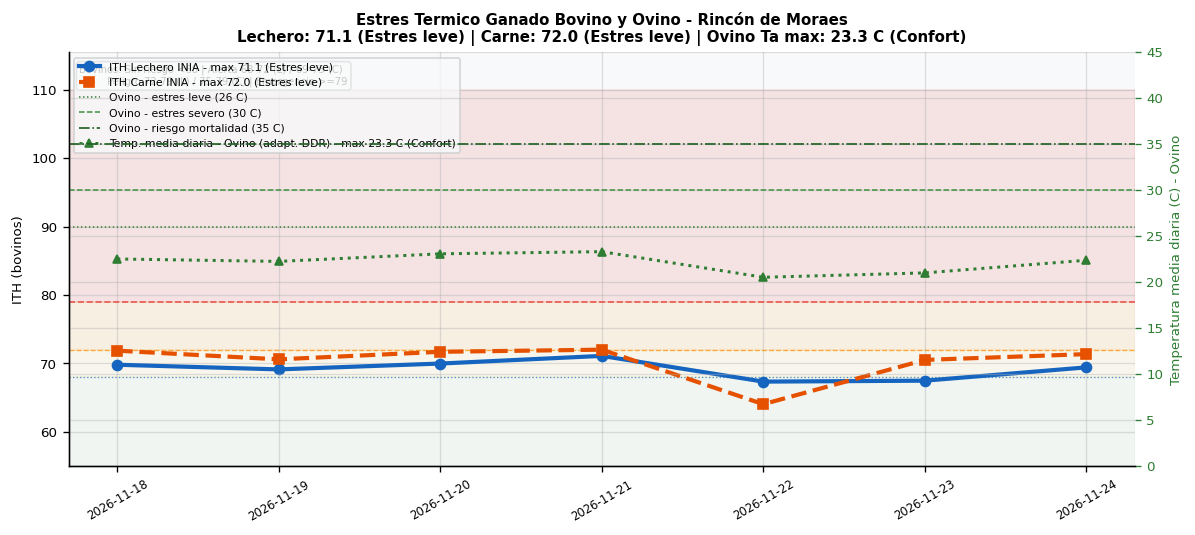 Estres Termico Ganado Bovino y Ovino - Rincón de Moraes
Lechero: 71.1 (Estres leve) | Carne: 72.0 (Estres leve) | Ovino Ta max: 23.3 C (Confort)
ITH Lechero INIA - max 71.1 (Estres leve)
ITH Carne INIA - max 72.0 (Estres leve)
Ovino - estres leve (26 C)
Ovino - estres severo (30 C)
Ovino - riesgo mortalidad (35 C)
Temp. media diaria - Ovino (adapt. DDR) - max 23.3 C (Confort)
ITH (bovinos)
110
100
90
80
70
60
45
40
35
30
25
20
15
10
5
0
Temperatura media diaria (C) - Ovino
2026-11-18
2026-11-19
2026-11-20
2026-11-21
2026-11-22
2026-11-23
2026-11-24